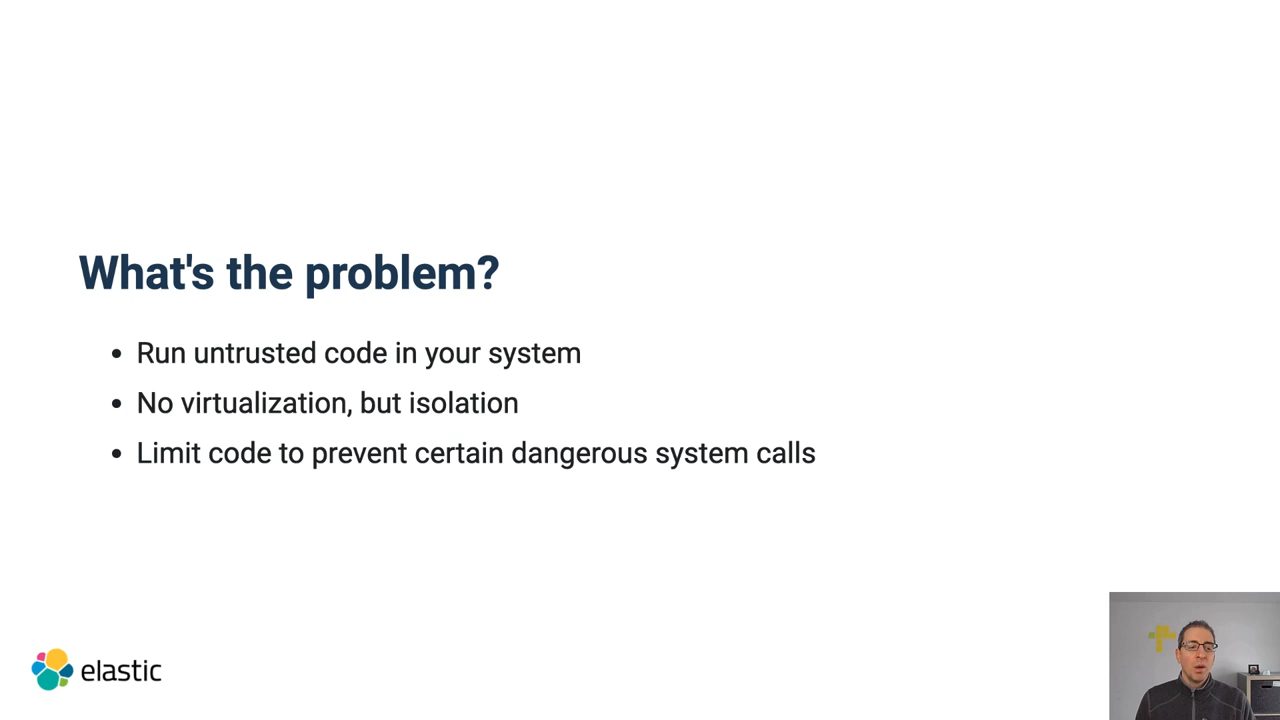 What's the problem?
Run untrusted code in your system
No virtualization, but isolation
Limit code to prevent certain dangerous system calls
elastic